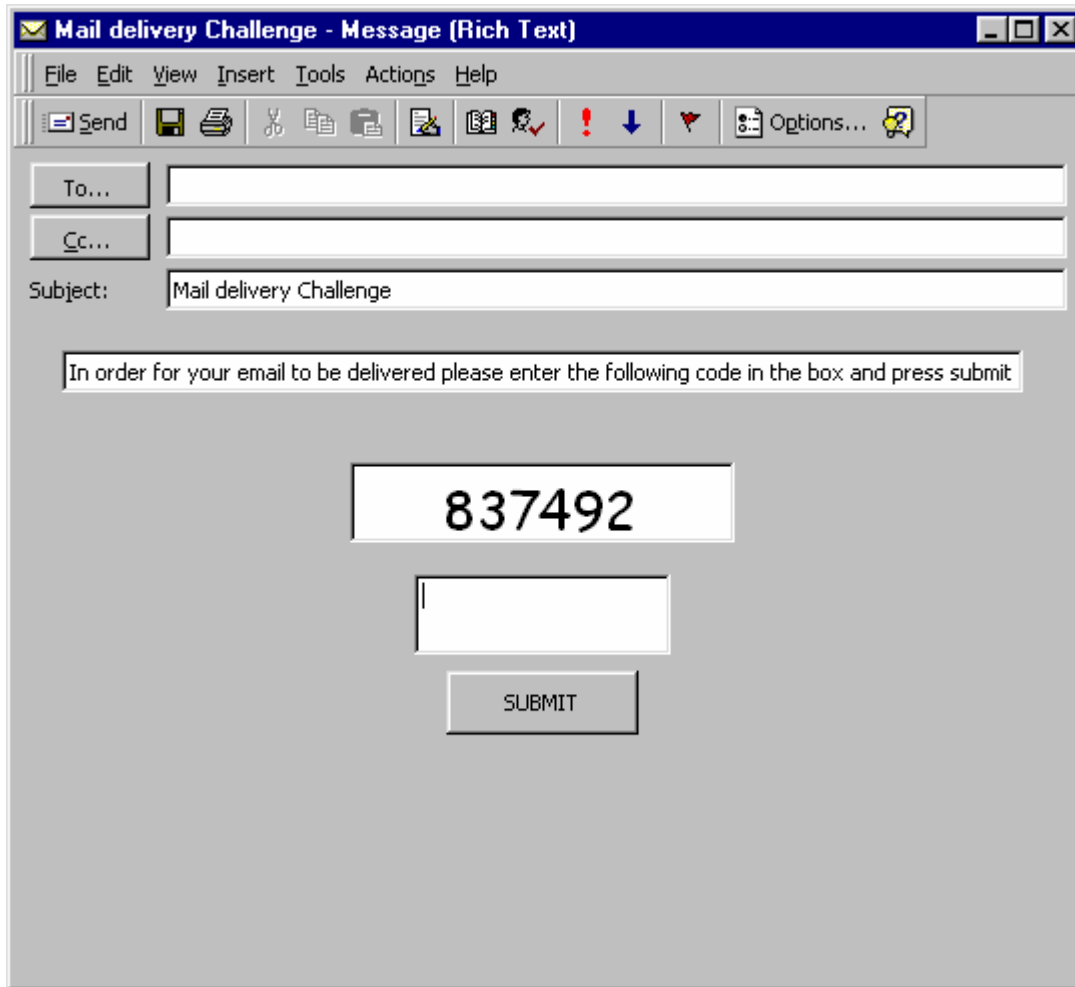 Mail delivery Challenge - Message (Rich Text)
File Edit View Insert Tools Actions Help
Send Options...
To...
Cc...
Subject: Mail delivery Challenge
In order for your email to be delivered please enter the following code in the box and press submit
837492
SUBMIT